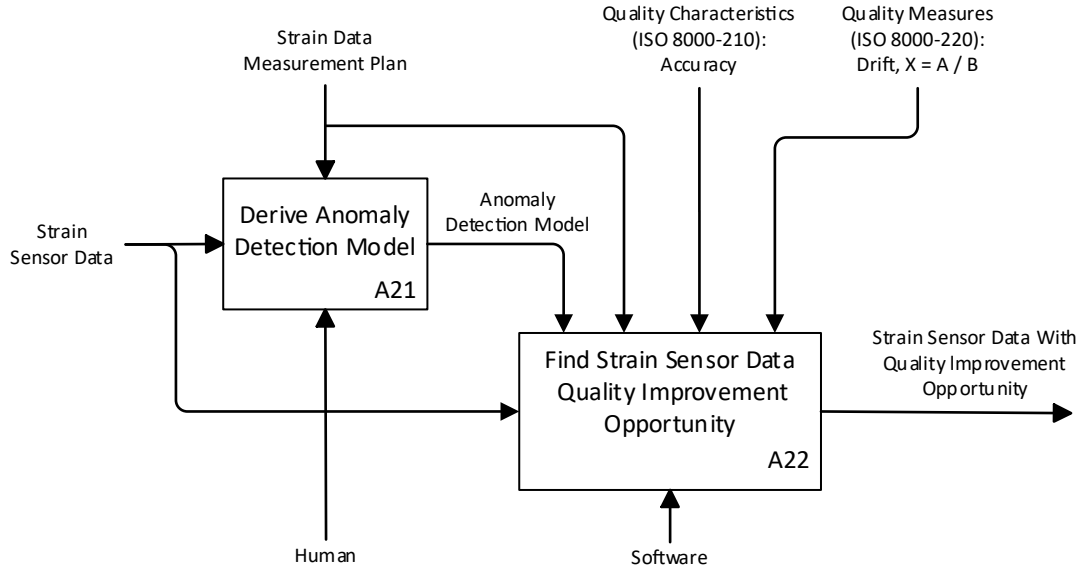 Quality Characteristics
(ISO 8000-210):
Accuracy
Quality Measures
(ISO 8000-220):
Drift, X = A / B
Strain Data
Measurement Plan
Derive Anomaly
Detection Model
A21
Anomaly
Detection Model
Strain
Sensor Data
Find Strain Sensor Data
Quality Improvement
Opportunity
A22
Strain Sensor Data With
Quality Improvement
Opportunity
Human
Software